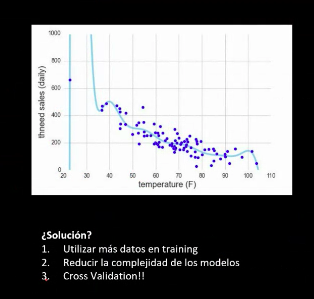 1000
800
600
400
200
0
thneed sales (daily)
20 30 40 50 60 70 80 90 100 110
temperature (F)
¿Solución?
1. Utilizar más datos en training
2. Reducir la complejidad de los modelos
3. Cross Validation!!